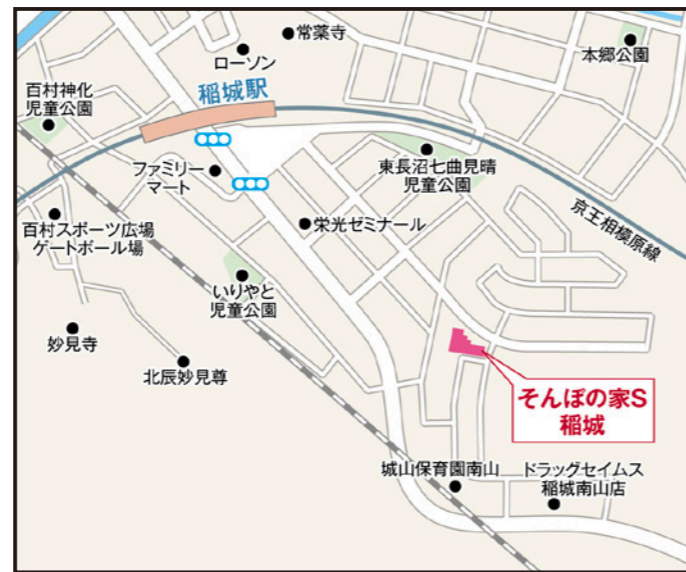 常薬寺
ローソン
本郷公園
百村神化
児童公園
稲城駅
東長沼七曲見晴
児童公園
ファミリー
マート
京王相模原線
百村スポーツ広場
ゲートボール場
栄光ゼミナール
いりやと
児童公園
妙見寺
北辰妙見尊
そんぽの家S
稲城
城山保育園南山
ドラッグセイムス
稲城南山店